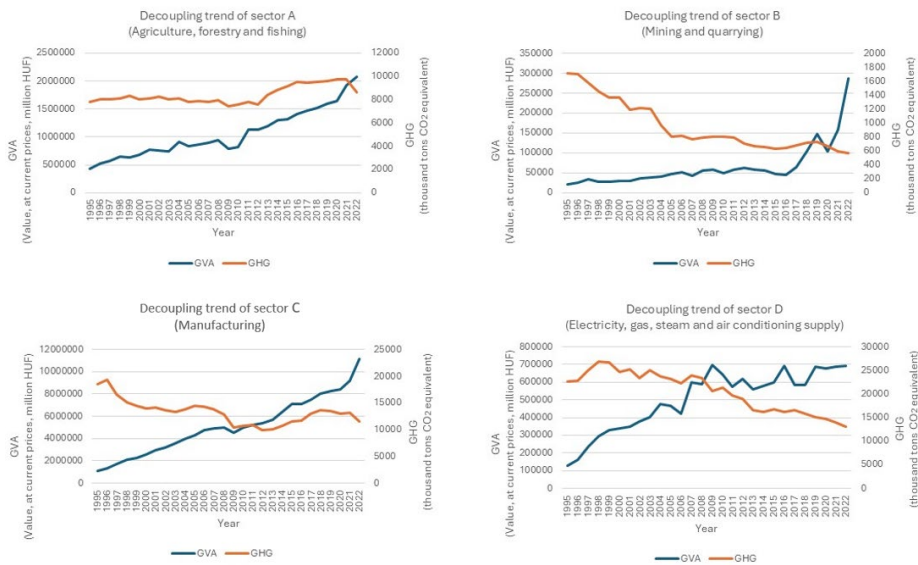 Decoupling trend of sector A
(Agriculture, forestry and fishing)
GVA
(Value, at current prices, million HUF)
2500000
2000000
1500000
1000000
500000
0
12000
10000
8000
6000
4000
2000
0
GHG
(thousand tons CO2 equivalent)
1995 1996 1997 1998 1999 2000 2001 2002 2003 2004 2005 2006 2007 2008 2009 2010 2011 2012 2013 2014 2015 2016 2017 2018 2019 2020 2021 2022
Year
GVA GHG
Decoupling trend of sector B
(Mining and quarrying)
GVA
(Value, at current prices, million HUF)
350000
300000
250000
200000
150000
100000
50000
0
2000
1800
1600
1400
1200
1000
800
600
400
200
0
GHG
(thousand tons CO2 equivalent)
1995 1996 1997 1998 1999 2000 2001 2002 2003 2004 2005 2006 2007 2008 2009 2010 2011 2012 2013 2014 2015 2016 2017 2018 2019 2020 2021 2022
Year
GVA GHG
Decoupling trend of sector C
(Manufacturing)
GVA
(Value, at current prices, million HUF)
12000000
10000000
8000000
6000000
4000000
2000000
0
25000
20000
15000
10000
5000
0
GHG
(thousand tons CO2 equivalent)
1995 1996 1997 1998 1999 2000 2001 2002 2003 2004 2005 2006 2007 2008 2009 2010 2011 2012 2013 2014 2015 2016 2017 2018 2019 2020 2021 2022
Year
GVA GHG
Decoupling trend of sector D
(Electricity, gas, steam and air conditioning supply)
GVA
(Value, at current prices, million HUF)
800000
700000
600000
500000
400000
300000
200000
100000
0
30000
25000
20000
15000
10000
5000
0
GHG
(thousand tons CO2 equivalent)
1995 1996 1997 1998 1999 2000 2001 2002 2003 2004 2005 2006 2007 2008 2009 2010 2011 2012 2013 2014 2015 2016 2017 2018 2019 2020 2021 2022
Year
GVA GHG